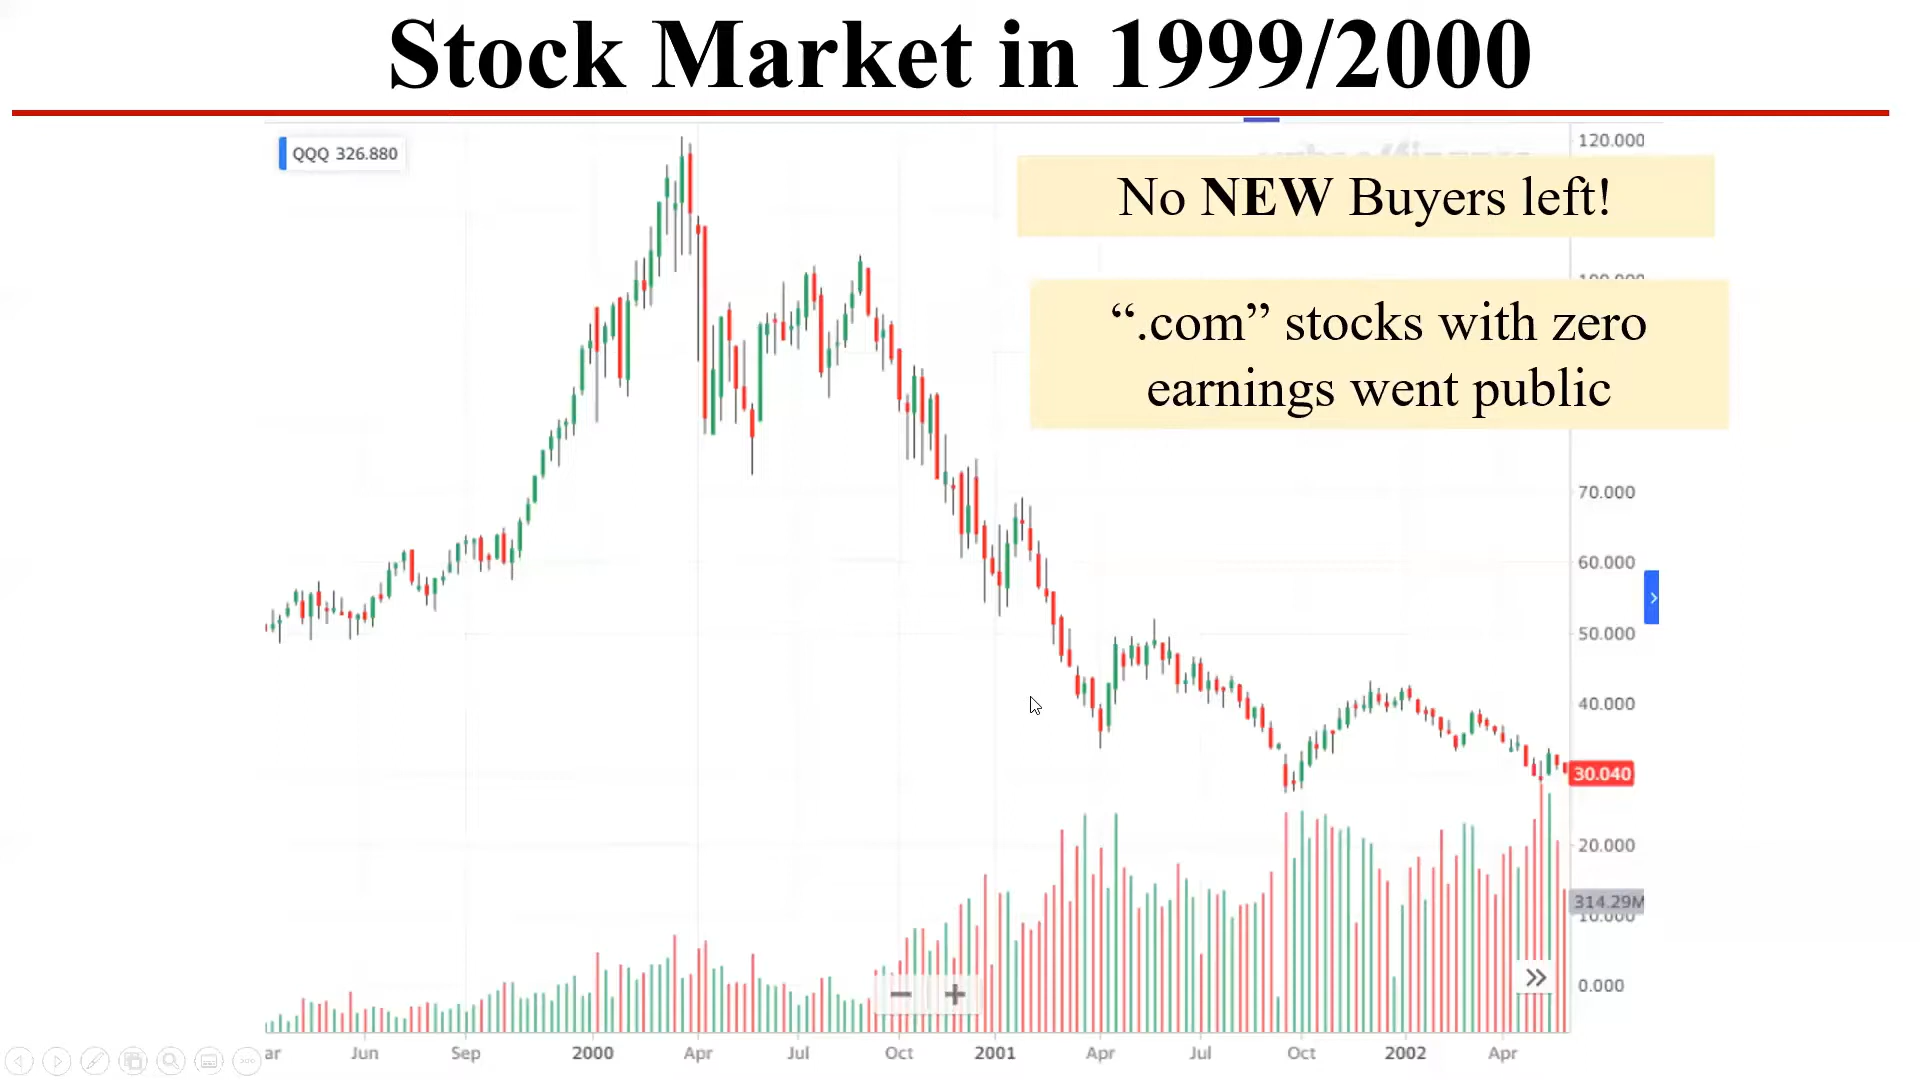 Stock Market in 1999/2000
QQQ 326.880
No NEW Buyers left!
“.com” stocks with zero
earnings went public
120.000
70.000
60.000
50.000
40.000
30.040
20.000
314.29M
10.000
0.000
ar Jun Sep 2000 Apr Jul Oct 2001 Apr Jul Oct 2002 Apr